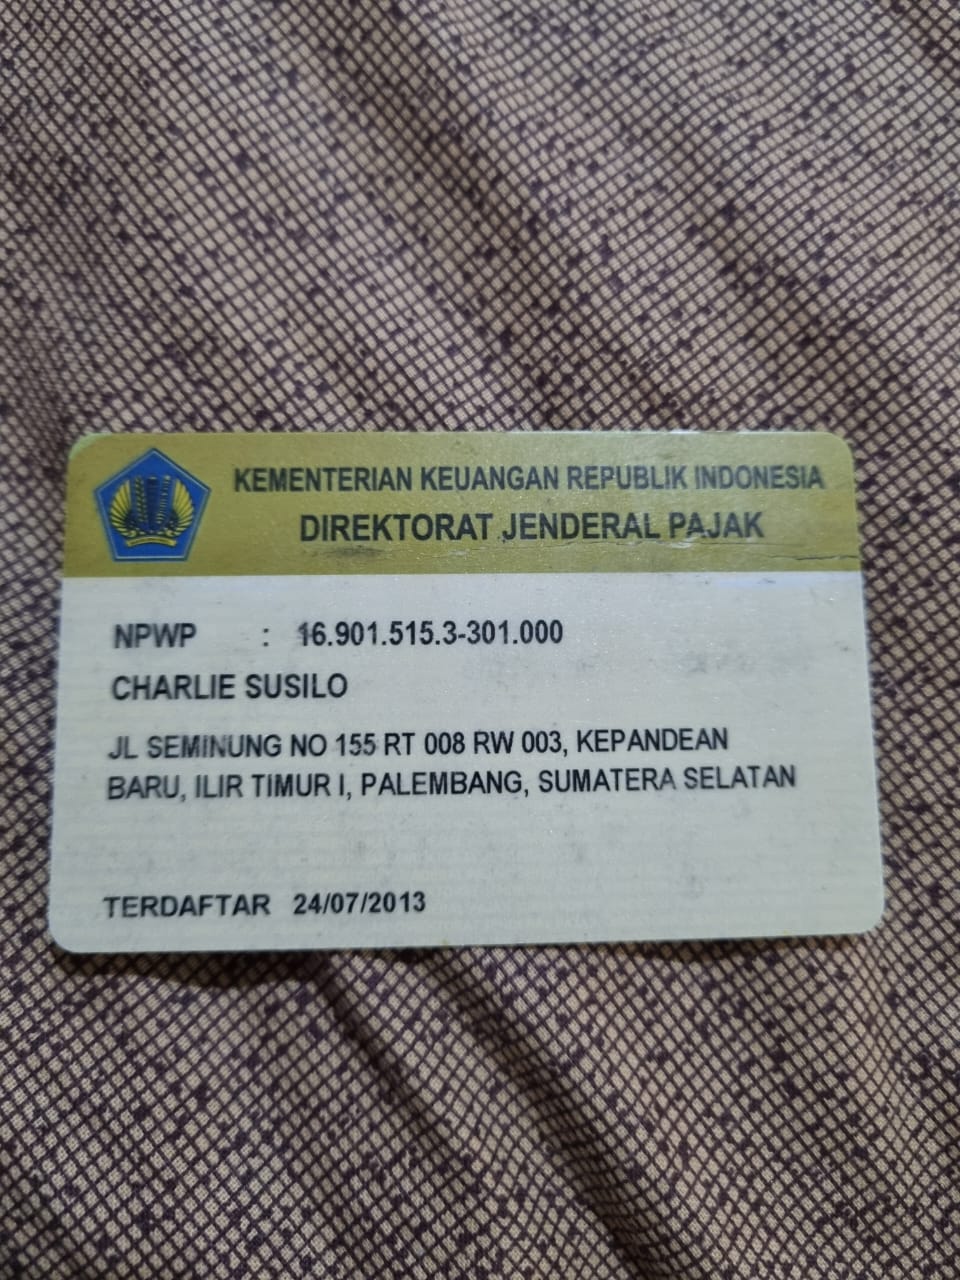 KEMENTERIAN KEUANGAN REPUBLIK INDONESIA
DIREKTORAT JENDERAL PAJAK
NPWP : 16.901.515.3-301.000
CHARLIE SUSILO
JL SEMINUNG NO 155 RT 008 RW 003, KEPANDEAN
BARU, ILIR TIMUR I, PALEMBANG, SUMATERA SELATAN
TERDAFTAR 24/07/2013